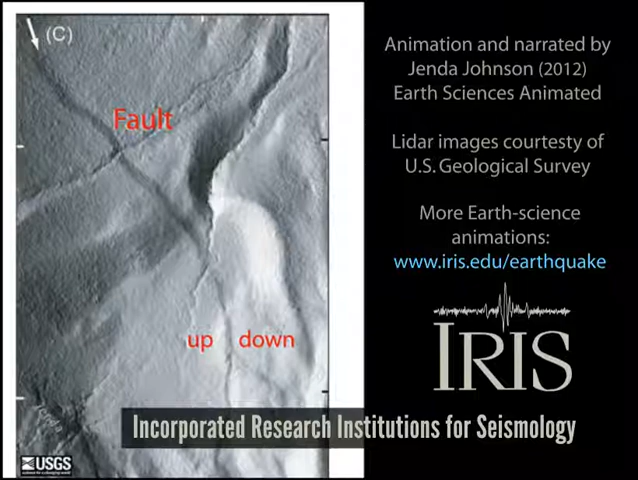 (C)
Fault
up down
USGS
Animation and narrated by
Jenda Johnson (2012)
Earth Sciences Animated
Lidar images courtesty of
U.S. Geological Survey
More Earth-science
animations:
www.iris.edu/earthquake
IRIS
Incorporated Research Institutions for Seismology